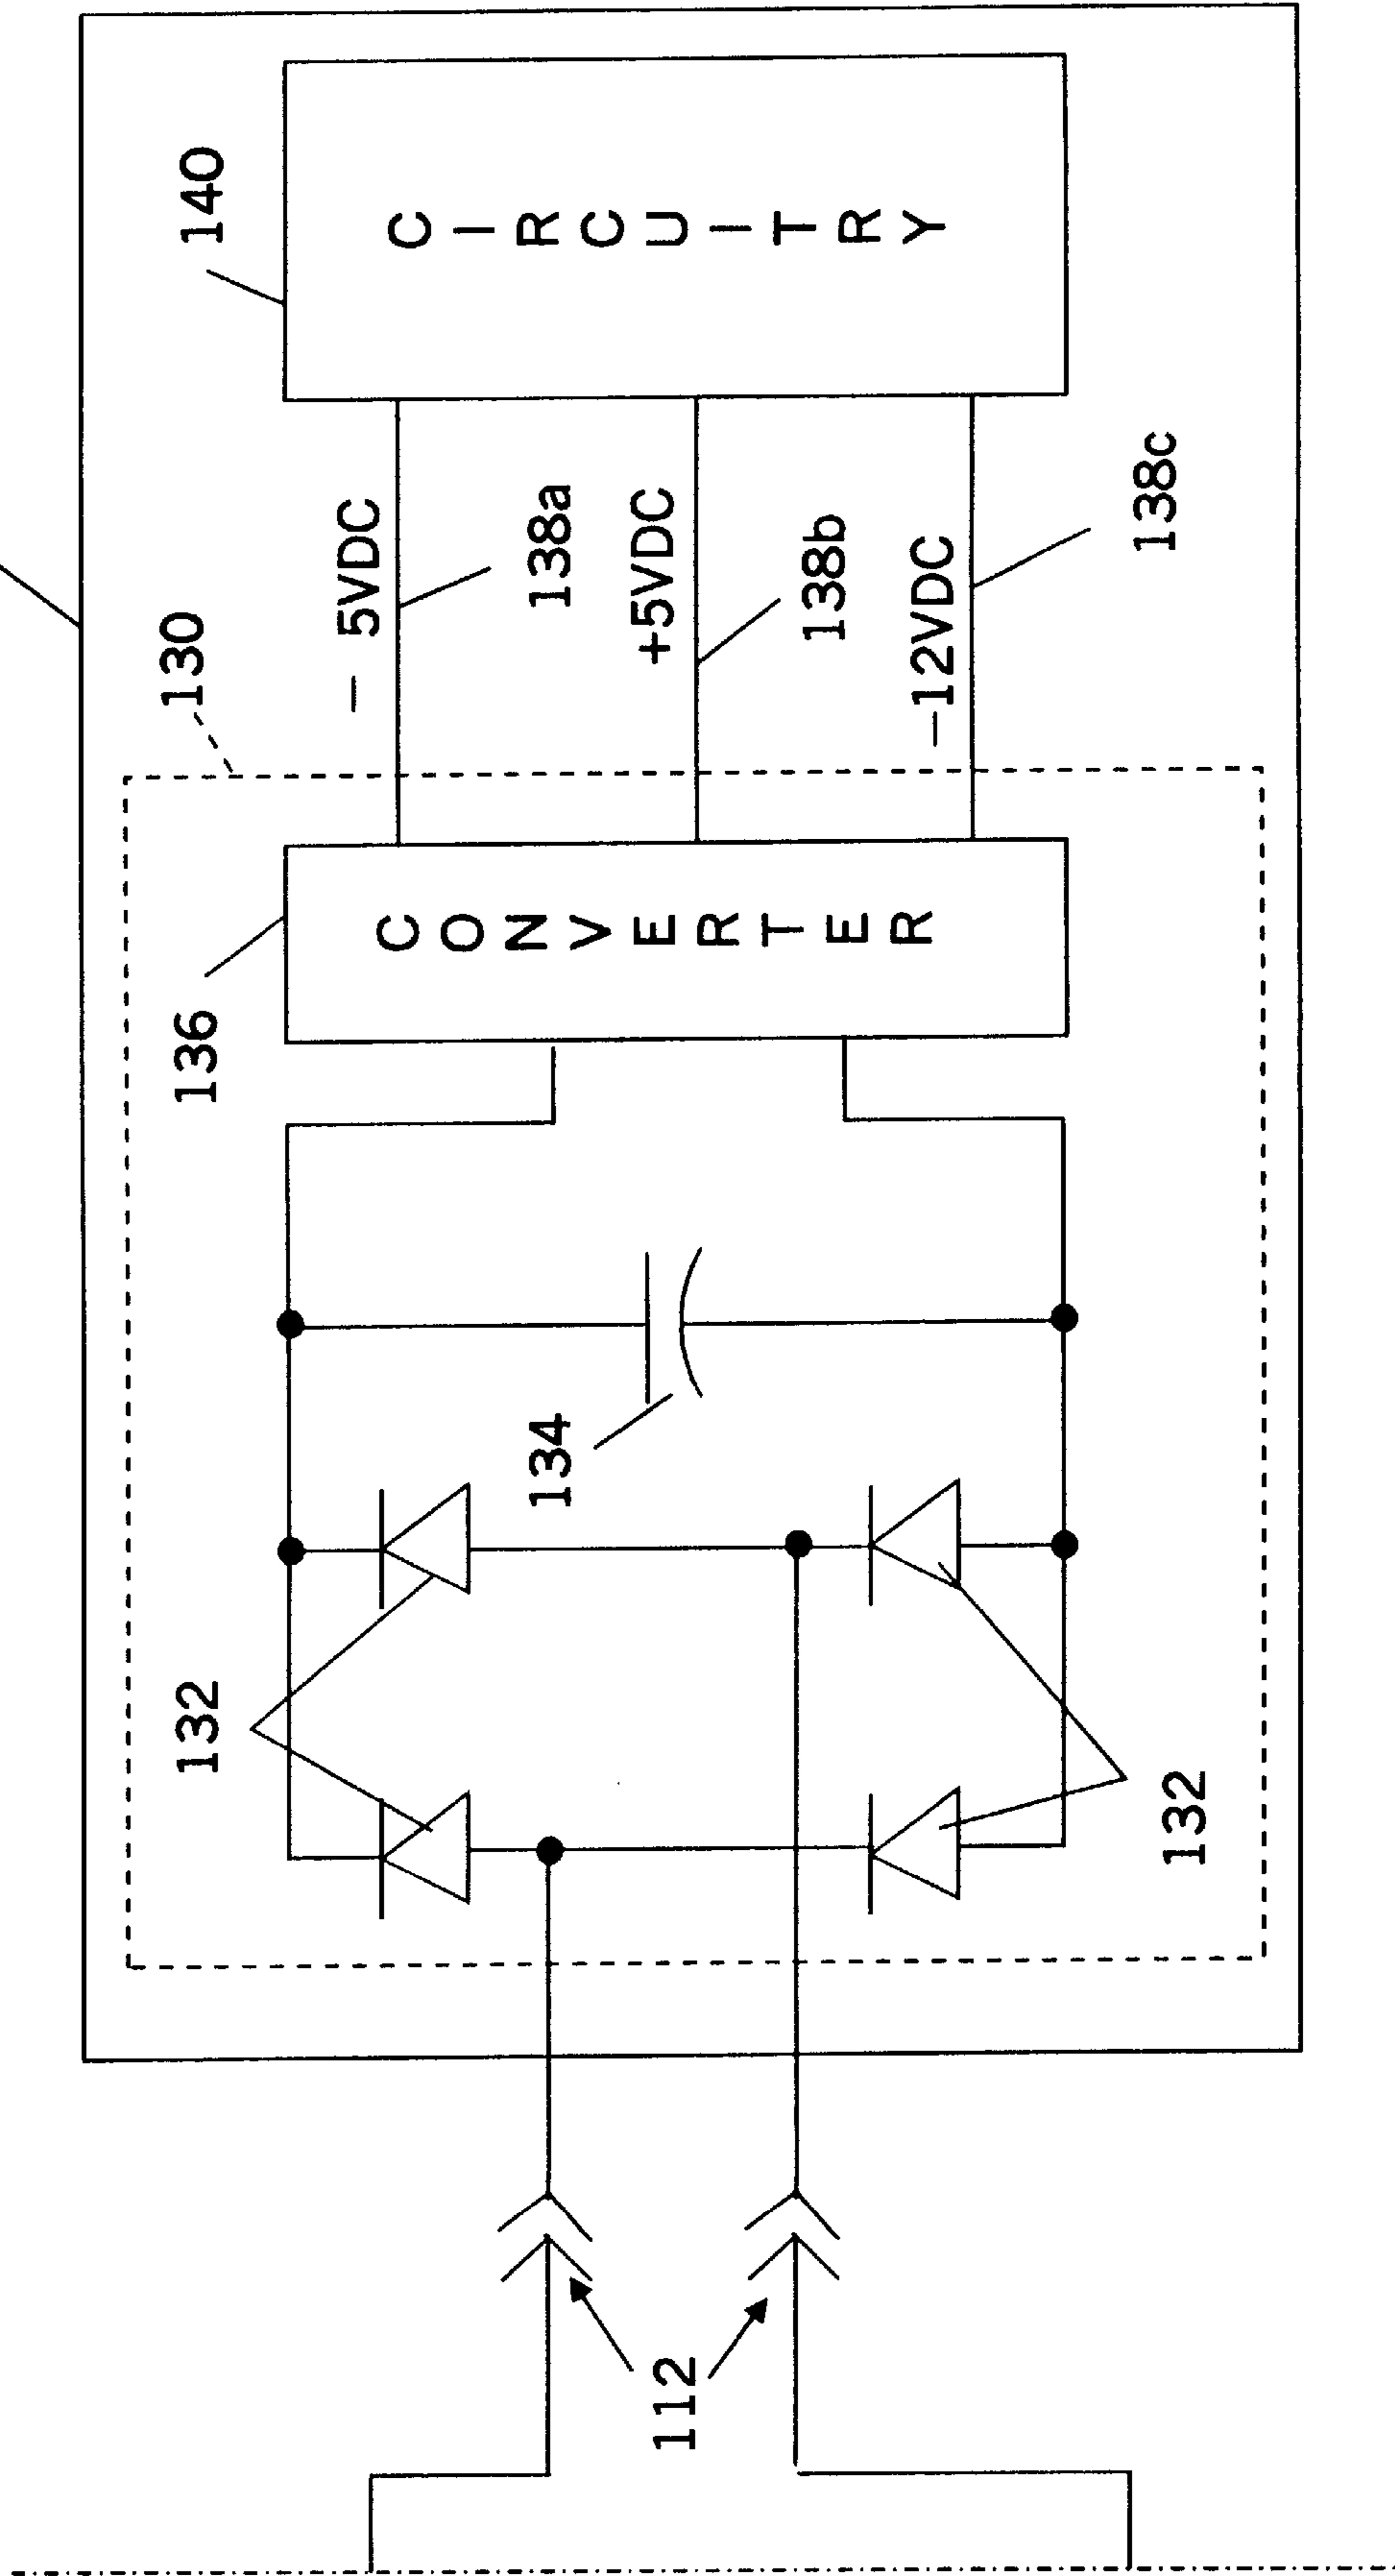 112
132
132
134
136
CONVERTER
130
− 5VDC
138a
+5VDC
138b
−12VDC
138c
140
CIRCUITRY